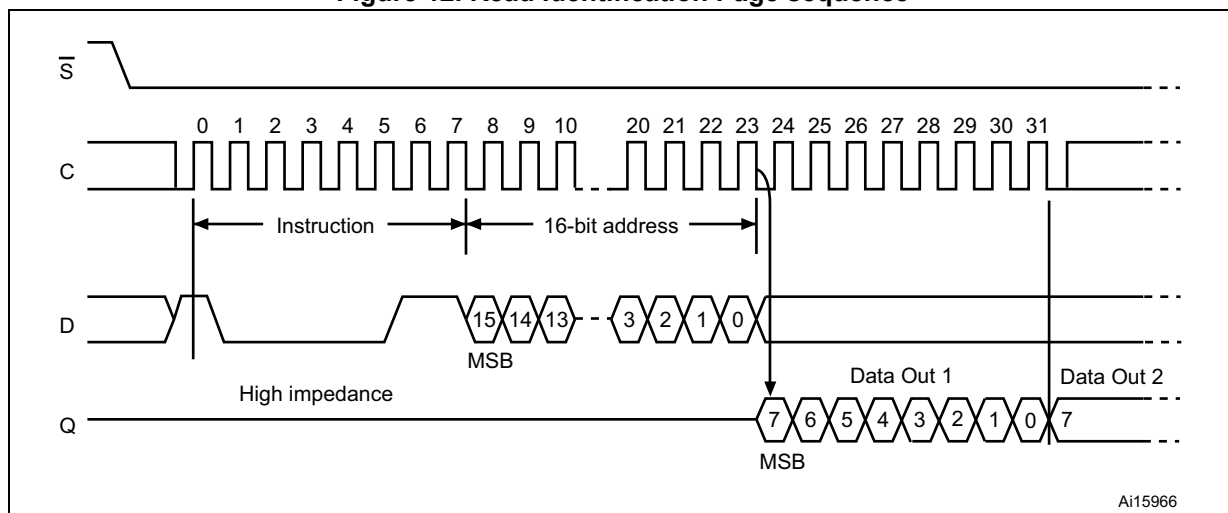 Figure 12. Read Identification Page sequence
S
0 1 2 3 4 5 6 7 8 9 10 20 21 22 23 24 25 26 27 28 29 30 31
C
Instruction 16-bit address
D 15 14 13 3 2 1 0
MSB
High impedance Data Out 1 Data Out 2
Q 7 6 5 4 3 2 1 0 7
MSB
Ai15966